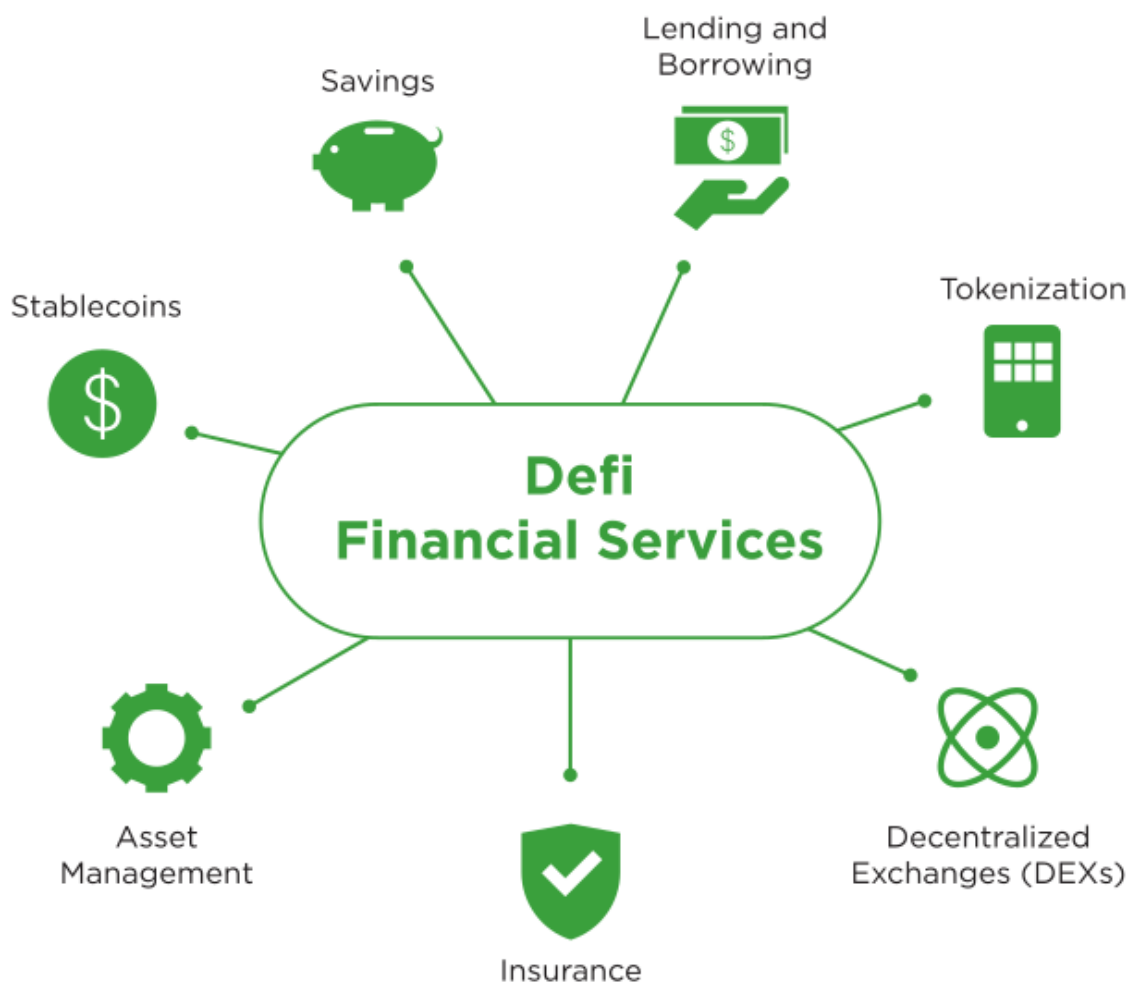 Lending and
Borrowing
Savings
Tokenization
Stablecoins
$
$
Defi
Financial Services
Asset
Management
Decentralized
Exchanges (DEXs)
Insurance